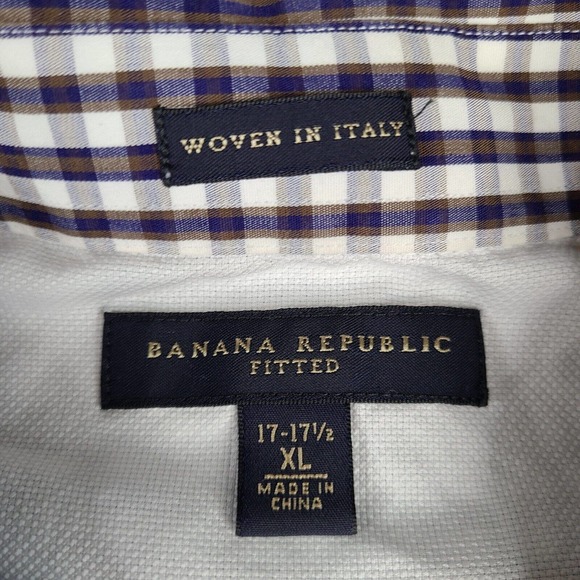 WOVEN IN ITALY
BANANA REPUBLIC
FITTED
17-17½
XL
MADE IN
CHINA